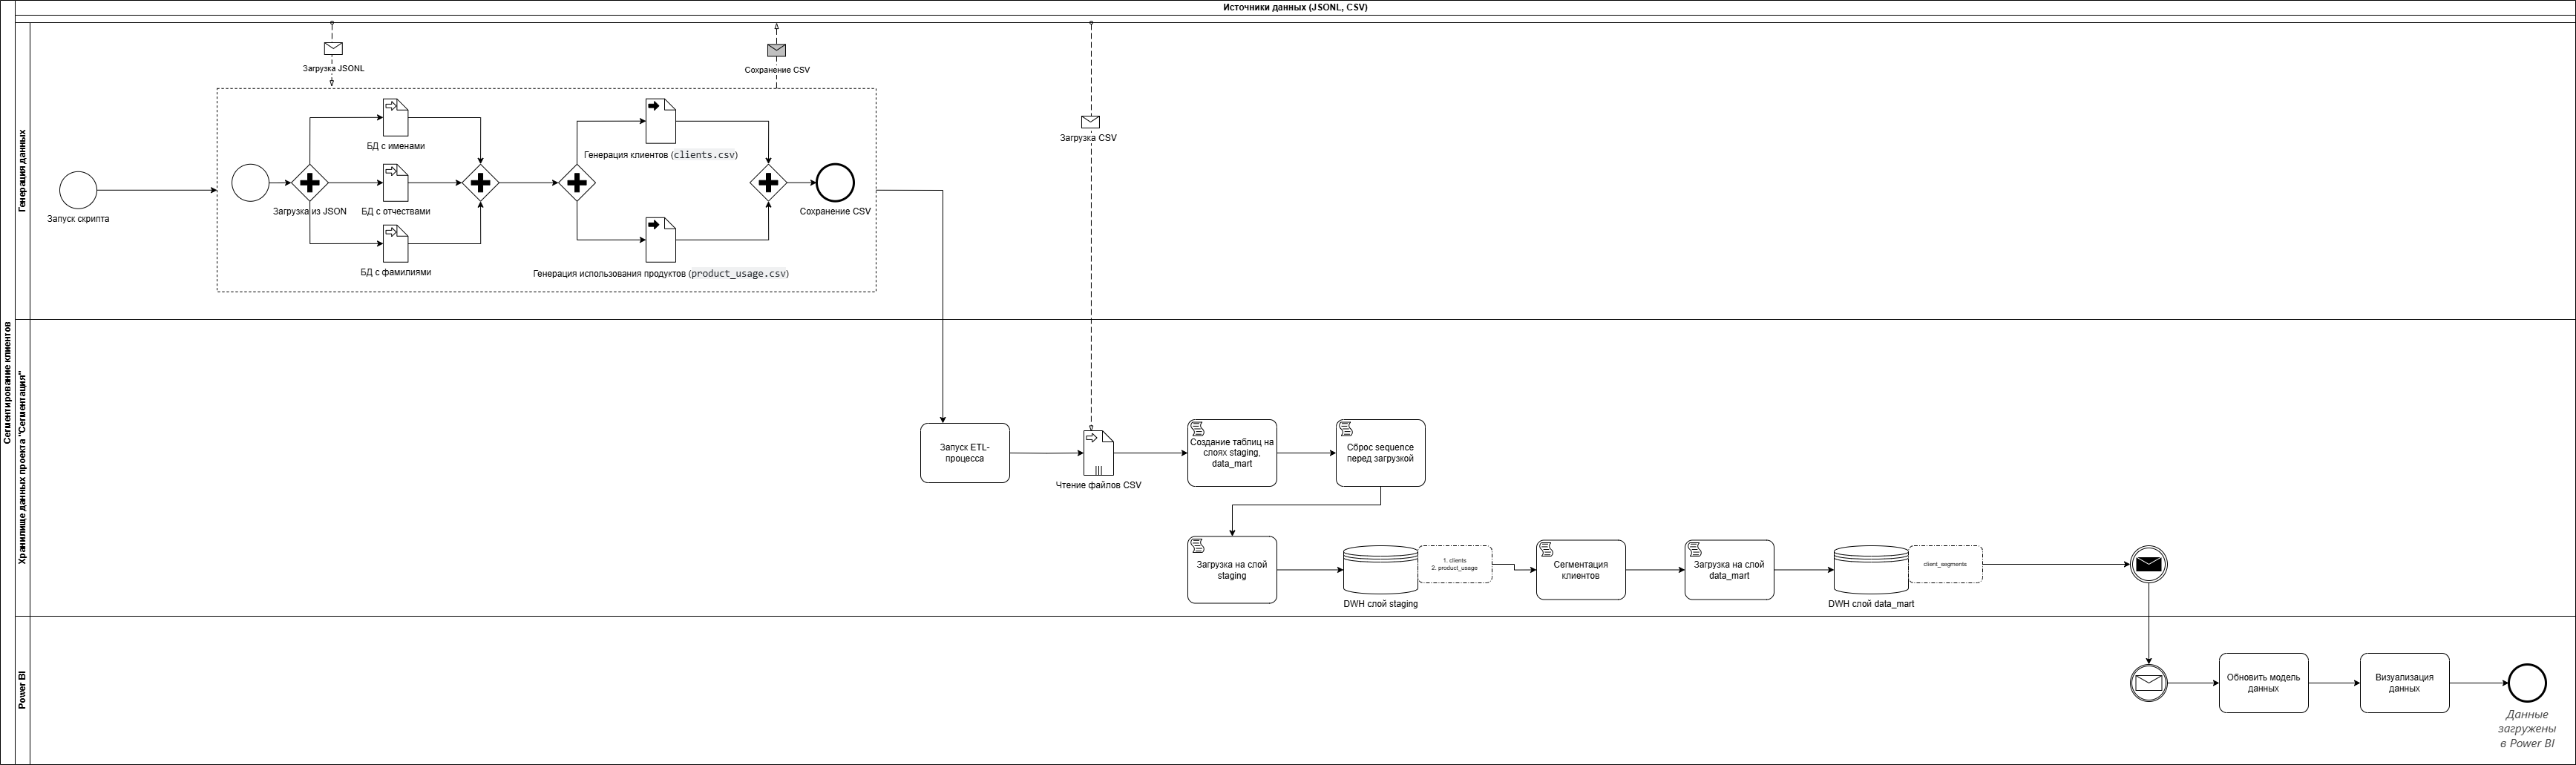 Источники данных (JSONL, CSV)
Сегментирование клиентов
Генерация данных
Загрузка JSONL
Сохранение CSV
Загрузка CSV
Запуск скрипта
Загрузка из JSON
БД с именами
БД с отчествами
БД с фамилиями
Генерация клиентов (clients.csv)
Генерация использования продуктов (product_usage.csv)
Сохранение CSV
Хранилище данных проекта "Сегментация"
Запуск ETL-
процесса
Чтение файлов CSV
Создание таблиц на
слоях staging,
data_mart
Сброс sequence
перед загрузкой
Загрузка на слой
staging
1. clients
2. product_usage
DWH слой staging
Сегментация
клиентов
Загрузка на слой
data_mart
client_segments
DWH слой data_mart
Power BI
Обновить модель
данных
Визуализация
данных
Данные
загружены
в Power BI